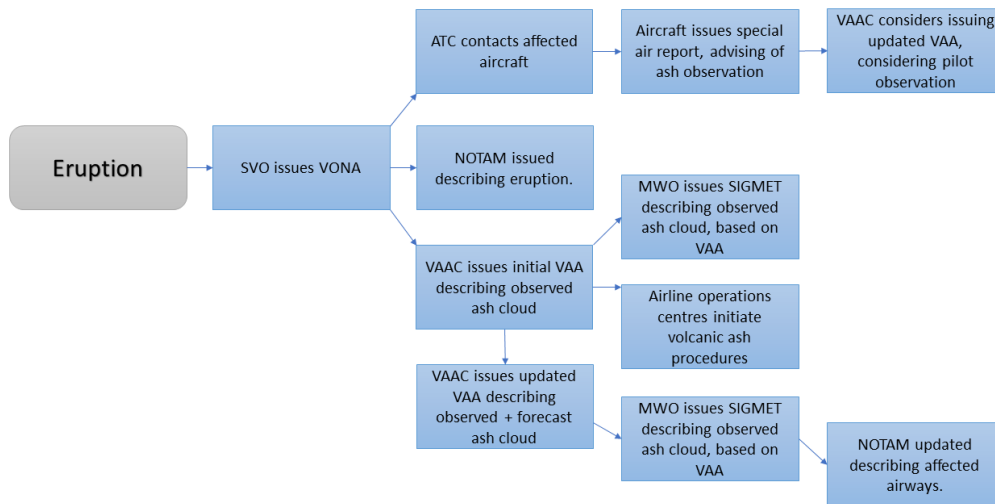 Eruption
SVO issues VONA
ATC contacts affected
aircraft
Aircraft issues special
air report, advising of
ash observation
VAAC considers issuing
updated VAA,
considering pilot
observation
NOTAM issued
describing eruption.
VAAC issues initial VAA
describing observed
ash cloud
MWO issues SIGMET
describing observed
ash cloud, based on
VAA
Airline operations
centres initiate
volcanic ash
procedures
VAAC issues updated
VAA describing
observed + forecast
ash cloud
MWO issues SIGMET
describing observed
ash cloud, based on
VAA
NOTAM updated
describing affected
airways.